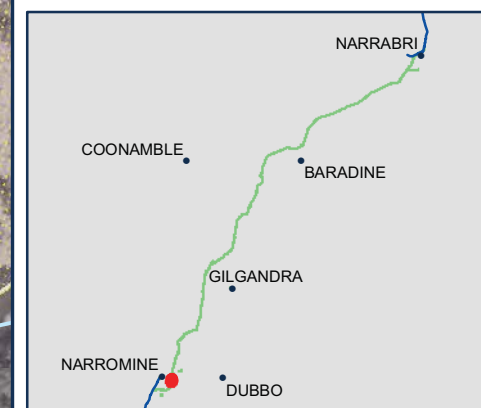 NARRABRI
COONAMBLE
BARADINE
GILGANDRA
NARROMINE
DUBBO